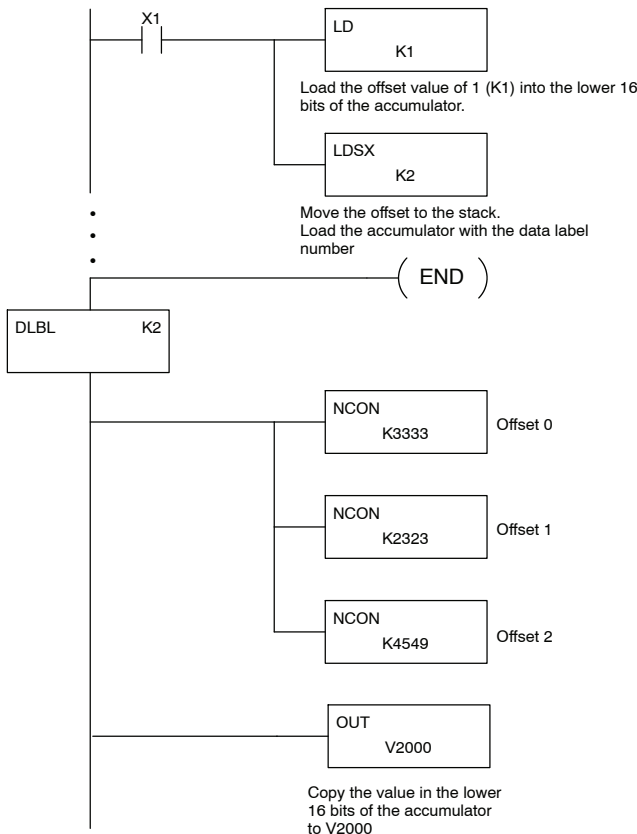 X1
LD
K1
Load the offset value of 1 (K1) into the lower 16
bits of the accumulator.
LDSX
K2
Move the offset to the stack.
Load the accumulator with the data label
number
END
DLBL K2
NCON
K3333
Offset 0
NCON
K2323
Offset 1
NCON
K4549
Offset 2
OUT
V2000
Copy the value in the lower
16 bits of the accumulator
to V2000